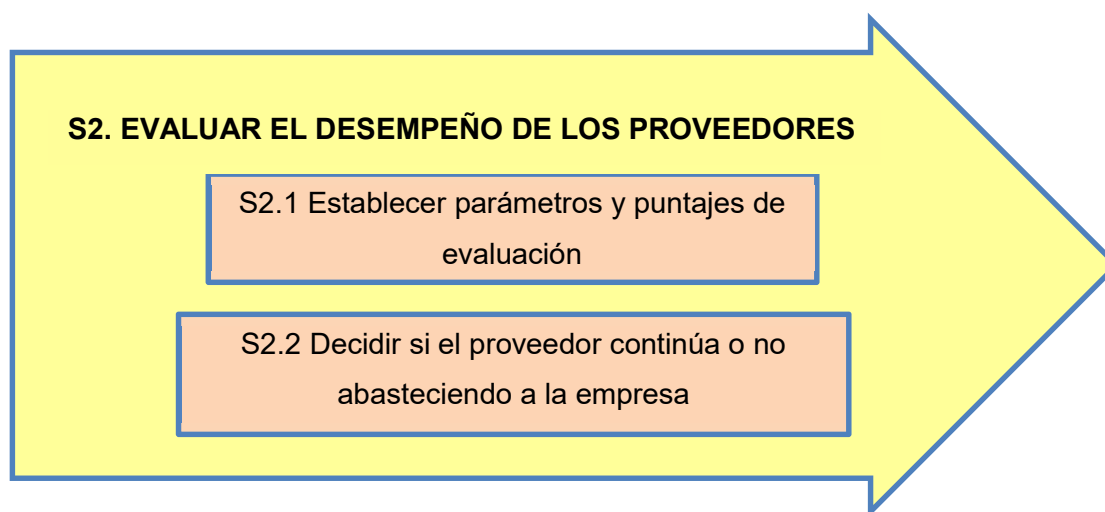 S2. EVALUAR EL DESEMPEÑO DE LOS PROVEEDORES
S2.1 Establecer parámetros y puntajes de
evaluación
S2.2 Decidir si el proveedor continúa o no
abasteciendo a la empresa